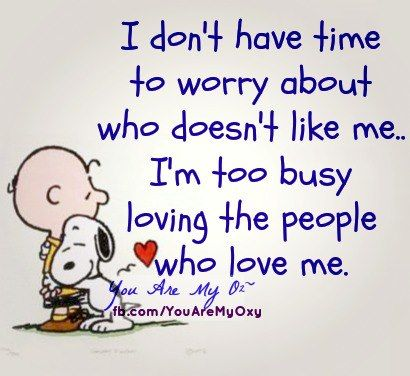 I don't have time
to worry about
who doesn't like me..
I'm too busy
loving the people
who love me.
You Are My O2~
fb.com/YouAreMyOxy